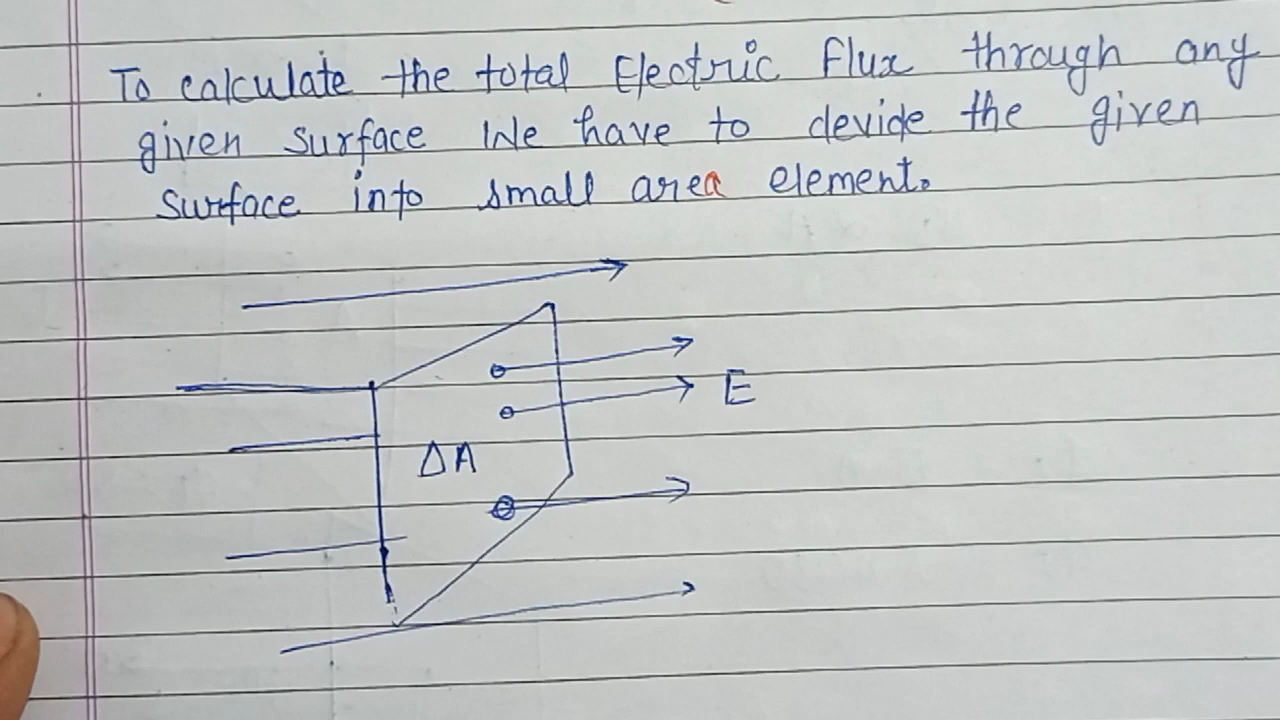 To calculate the total Electric Flux through any
given surface We have to devide the given
surface into small area element.
E
ΔA